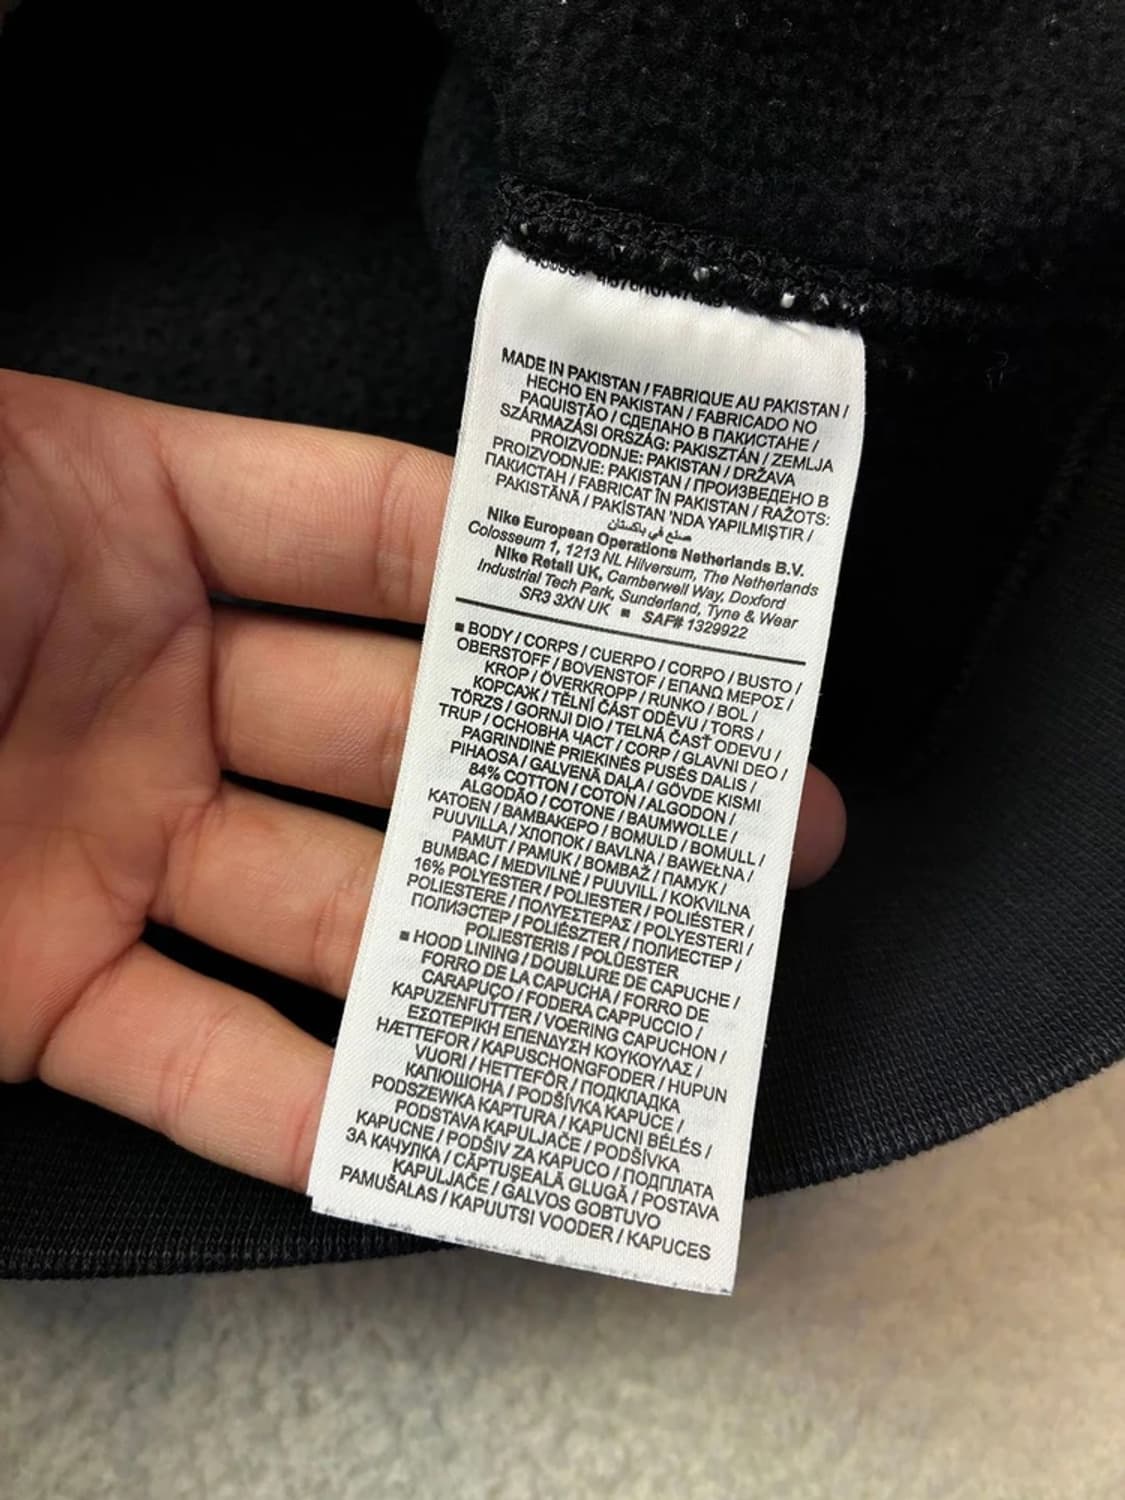 MADE IN PAKISTAN / FABRIQUE AU PAKISTAN /
HECHO EN PAKISTAN / FABRICADO NO
PAQUISTÃO / СДЕЛАНО В ПАКИСТАНЕ /
SZÁRMAZÁSI ORSZÁG: PAKISZTÁN / ZEMLJA
PROIZVODNJE: PAKISTAN / DRŽAVA
PROIZVODNJE: PAKISTAN / ПРОИЗВЕДЕНО В
ПАКИСТАН / FABRICAT ÎN PAKISTAN / RAŽOTS:
PAKISTĀNĀ / PAKİSTAN 'NDA YAPILMIŞTIR /
صنع في باكستان
Nike European Operations Netherlands B.V.
Colosseum 1, 1213 NL Hilversum, The Netherlands
Nike Retail UK, Camberwell Way, Doxford
Industrial Tech Park, Sunderland, Tyne & Wear
SR3 3XN UK ■ SAP# 1329922
■ BODY / CORPS / CUERPO / CORPO / BUSTO /
OBERSTOFF / BOVENSTOF / ΕΠΑΝΩ ΜΕΡΟΣ /
KROP / ÖVERKROPP / RUNKO / BOL /
КОРСАЖ / TĚLNÍ ČÁST ODĚVU / TORS /
TÖRZS / GORNJI DIO / TELNÁ ČASŤ ODEVU /
TRUP / ОСНОВНА ЧАСТ / CORP / GLAVNI DEO /
PAGRINDINĖ PRIEKINĖS PUSĖS DALIS /
PIHAOSA / GALVENĀ DAĻA / GÖVDE KISMI
84% COTTON / COTON / ALGODON /
ALGODÃO / COTONE / BAUMWOLLE /
KATOEN / ΒΑΜΒΑΚΕΡΟ / BOMULD / BOMULL /
PUUVILLA / ХЛОПОК / BAVLNA / BAWEŁNA /
PAMUT / PAMUK / BOMBAŽ / ПАМУК /
BUMBAC / MEDVILNĖ / PUUVILL / KOKVILNA
16% POLYESTER / POLIESTER / POLIÉSTER /
POLIESTERE / ΠΟΛΥΕΣΤΕΡΑΣ / POLYESTERI /
ПОЛИЭСТЕР / POLIÉSZTER / ПОЛИЕСТЕР /
POLIESTERIS / POLÜESTER
■ HOOD LINING / DOUBLURE DE CAPUCHE /
FORRO DE LA CAPUCHA / FORRO DE
CARAPUÇO / FODERA CAPPUCCIO /
KAPUZENFUTTER / VOERING CAPUCHON /
ΕΣΩΤΕΡΙΚΗ ΕΠΕΝΔΥΣΗ ΚΟΥΚΟΥΛΑΣ /
HÆTTEFOR / KAPUSCHONGFODER / HUPUN
VUORI / HETTEFÔR / ПОДКЛАДКА
КАПЮШОНА / PODŠÍVKA KAPUCE /
PODSZEWKA KAPTURA / KAPUCNI BÉLÉS /
PODSTAVA KAPULJAČE / PODŠÍVKA
KAPUCNE / PODŠIV ZA KAPUCO / ПОДПЛАТА
ЗА КАЧУЛКА / CĂPTUŞEALĂ GLUGĂ / POSTAVA
KAPULJAČE / GALVOS GOBTUVO
PAMUŠALAS / KAPUUTSI VOODER / KAPUCES